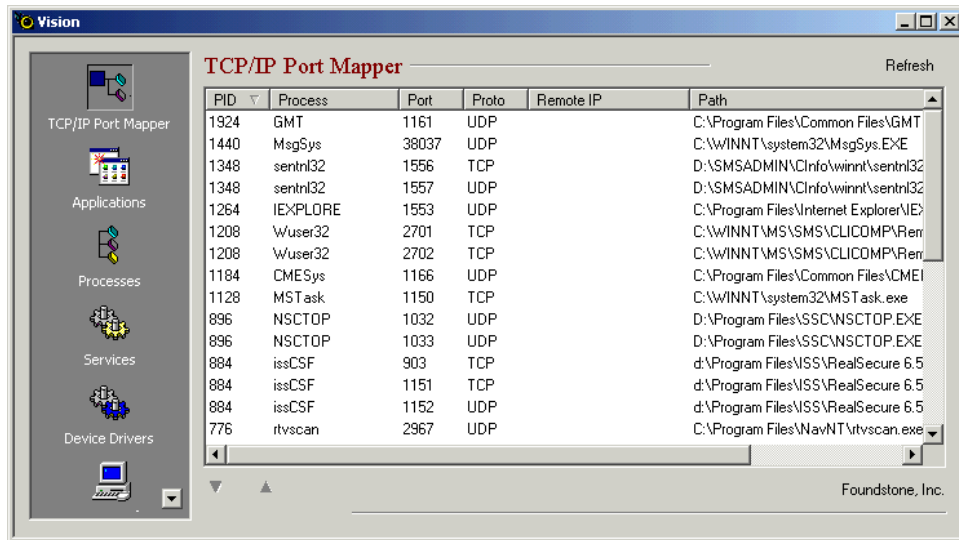 Vision
TCP/IP Port Mapper
Refresh
TCP/IP Port Mapper
Applications
Processes
Services
Device Drivers
PID Process Port Proto Remote IP Path
1924 GMT 1161 UDP C:\Program Files\Common Files\GMT
1440 MsgSys 38037 UDP C:\WINNT\system32\MsgSys.EXE
1348 sentnl32 1556 TCP D:\SMSADMIN\CInfo\winnt\sentnl32
1348 sentnl32 1557 UDP D:\SMSADMIN\CInfo\winnt\sentnl32
1264 IEXPLORE 1553 UDP C:\Program Files\Internet Explorer\IEX
1208 Wuser32 2701 TCP C:\WINNT\MS\SMS\CLICOMP\Rem
1208 Wuser32 2702 TCP C:\WINNT\MS\SMS\CLICOMP\Rem
1184 CMESys 1166 UDP C:\Program Files\Common Files\CMEI
1128 MSTask 1150 TCP C:\WINNT\system32\MSTask.exe
896 NSCTOP 1032 UDP D:\Program Files\SSC\NSCTOP.EXE
896 NSCTOP 1033 UDP D:\Program Files\SSC\NSCTOP.EXE
884 issCSF 903 TCP d:\Program Files\ISS\RealSecure 6.5
884 issCSF 1151 TCP d:\Program Files\ISS\RealSecure 6.5
884 issCSF 1152 UDP d:\Program Files\ISS\RealSecure 6.5
776 rtvscan 2967 UDP C:\Program Files\NavNT\rtvscan.exe
Foundstone, Inc.